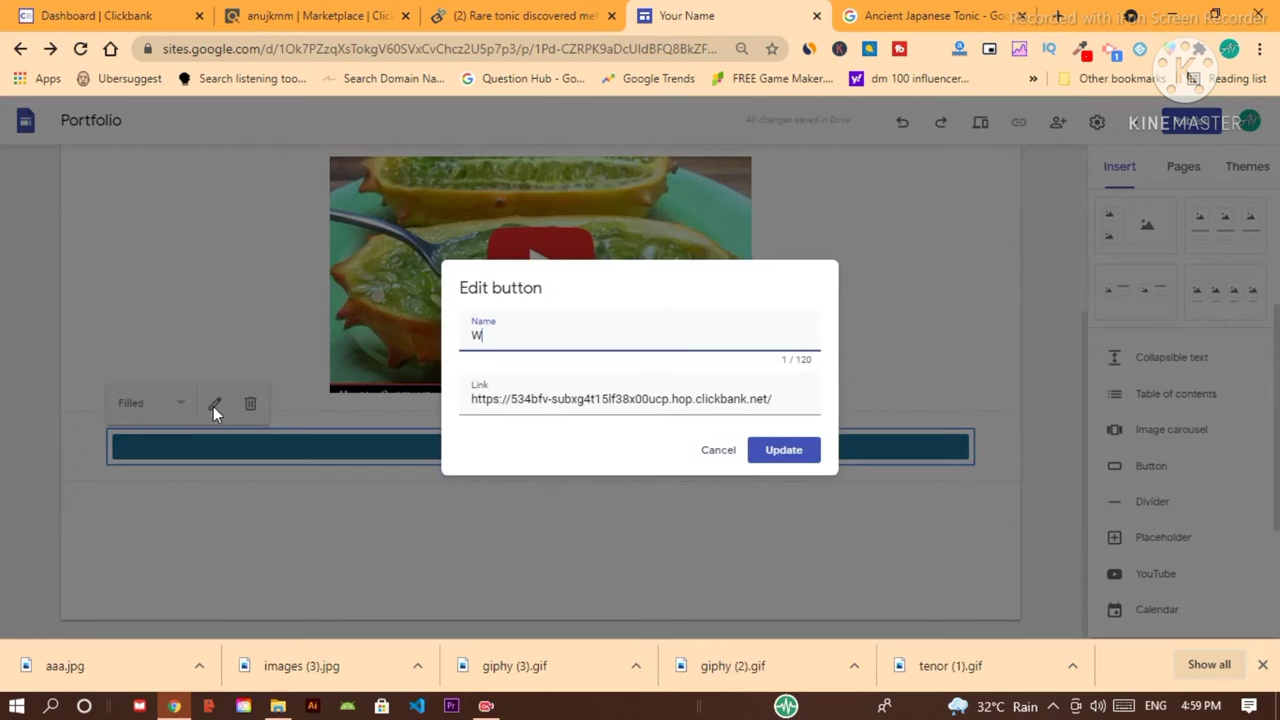 Dashboard | Clickbank
anujkmm | Marketplace | Clic
(2) Rare tonic discovered mel
Your Name
Ancient Japanese Tonic - Go
Recorded with iFun Screen Recorder
sites.google.com/d/1Ok7PZzqXsTokgV60SVxCvChcz2U5p7p3/p/1Pd-CZRPK9aDcUIdBFQ8BkZF...
Apps
Ubersuggest
Search listening too...
Search Domain Na...
Question Hub - Go...
Google Trends
FREE Game Maker....
dm 100 influencer...
»
Other bookmarks
Reading list
K
KINEMASTER
Portfolio
All changes saved in Drive
Insert
Pages
Themes
Edit button
Name
W
1 / 120
Link
https://534bfv-subxg4t15lf38x00ucp.hop.clickbank.net/
Cancel
Update
Filled
Collapsible text
Table of contents
Image carousel
Button
Divider
Placeholder
YouTube
Calendar
aaa.jpg
images (3).jpg
giphy (3).gif
giphy (2).gif
tenor (1).gif
Show all
32°C Rain
4:59 PM